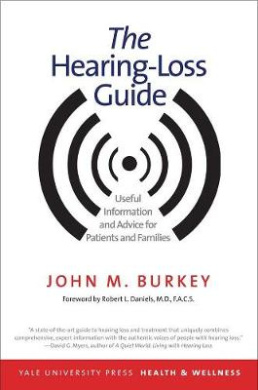 The
Hearing-Loss
Guide
Useful
Information
and Advice for
Patients and Families
JOHN M. BURKEY
Foreword by Robert L. Daniels, M.D., F.A.C.S.
"A state-of-the-art guide to hearing loss and treatment that uniquely combines
comprehensive, expert information with the authentic voices of people with hearing loss."
—David G. Myers, author of A Quiet World: Living with Hearing Loss
YALE UNIVERSITY PRESS HEALTH & WELLNESS